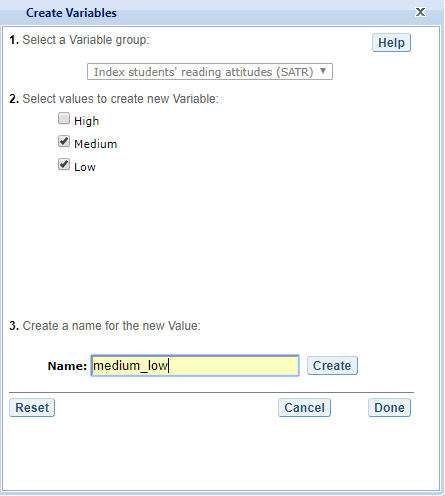 Create Variables
1. Select a Variable group:
Help
Index students' reading attitudes (SATR)
2. Select values to create new Variable:
High
Medium
Low
3. Create a name for the new Value:
Name: medium_low Create
Reset Cancel Done